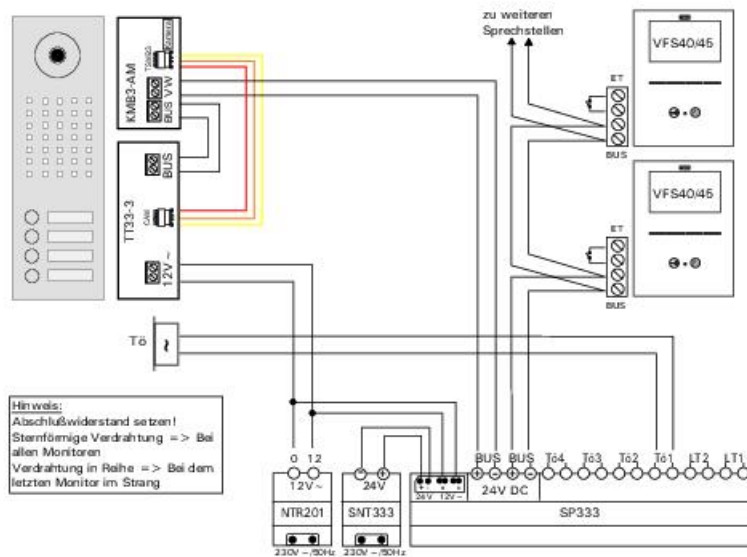 zu weiteren
Sprechstellen
VFS40/45
ET
BUS
VFS40/45
ET
BUS
KMB3-AM
BUS VW
TT33-3
BUS
CAM
12V~
Tö
~
Hinweis:
Abschlußwiderstand setzen!
Sternförmige Verdrahtung => Bei
allen Monitoren
Verdrahtung in Reihe => Bei dem
letzten Monitor im Strang
0 12
12V~
NTR201
230V~/50Hz
- +
24V
SNT333
230V~/50Hz
24V 12V~
BUS BUS Tö4 Tö3 Tö2 Tö1 LT2 LT1
+ - + -
24V DC
SP333